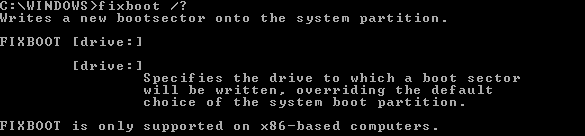 C:\WINDOWS>fixboot /?
Writes a new bootsector onto the system partition.
FIXBOOT [drive:]
[drive:]
Specifies the drive to which a boot sector
will be written, overriding the default
choice of the system boot partition.
FIXBOOT is only supported on x86-based computers.